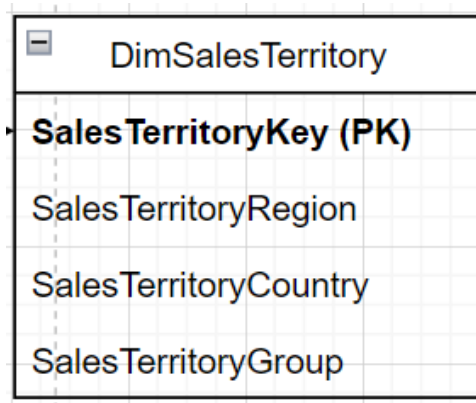 DimSalesTerritory
SalesTerritoryKey (PK)
SalesTerritoryRegion
SalesTerritoryCountry
SalesTerritoryGroup